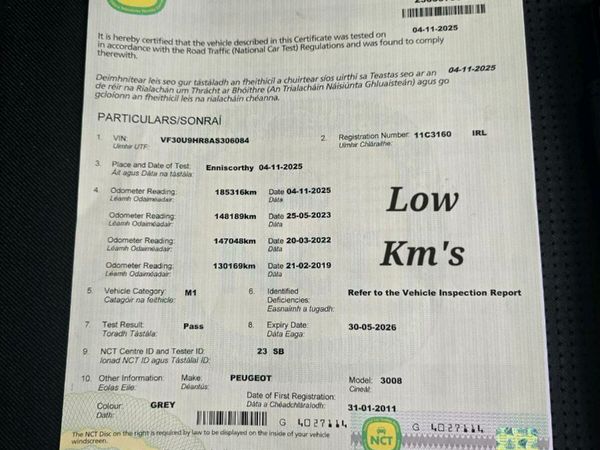 NCT
04-11-2025
It is hereby certified that the vehicle described in this Certificate was tested on
in accordance with the Road Traffic (National Car Test) Regulations and was found to comply
therewith.
Deimhnítear leis seo gur tástáladh an fheithicil a chuirtear síos uirthi sa Teastas seo ar an 04-11-2025
de réir na Rialachán um Thrácht ar Bhóithre (An Trialacháin Náisiúnta Ghluaisteán) agus go
gcloíonn an fheithicil leis na rialacháin chéanna.
PARTICULARS/SONRAÍ
1. VIN: VF30U9HR8AS306084 2. Registration Number: 11C3160 IRL
Uimhir UTF: Uimhir Chláraithe:
3. Place and Date of Test: Enniscorthy 04-11-2025
Áit agus Dáta na tástála:
4. Odometer Reading: 185316km Date 04-11-2025
Léamh Odaiméadair: Dáta
Odometer Reading: 148189km Date 25-05-2023
Léamh Odaiméadair: Dáta
Odometer Reading: 147048km Date 20-03-2022
Léamh Odaiméadair: Dáta
Odometer Reading: 130169km Date 21-02-2019
Léamh Odaiméadair: Dáta
Low
Km's
5. Vehicle Category: M1 6. Identified Refer to the Vehicle Inspection Report
Catagóir na feithicle: Deficiencies:
Easnaimh a tugadh:
7. Test Result: Pass 8. Expiry Date: 30-05-2026
Toradh Tástála: Dáta Éaga:
9. NCT Centre ID and Tester ID: 23 SB
Ionad NCT ID agus Tástálaí ID:
10. Other Information: Make: PEUGEOT Model: 3008
Eolas Eile: Déantús: Cineál:
Colour: GREY Date of First Registration: 31-01-2011
Dath: Dáta a Chéadchláraíodh:
G 4027114 G 4027114
NCT
The NCT Disc on the right is required by law to be displayed on the inside of your vehicle
windscreen.